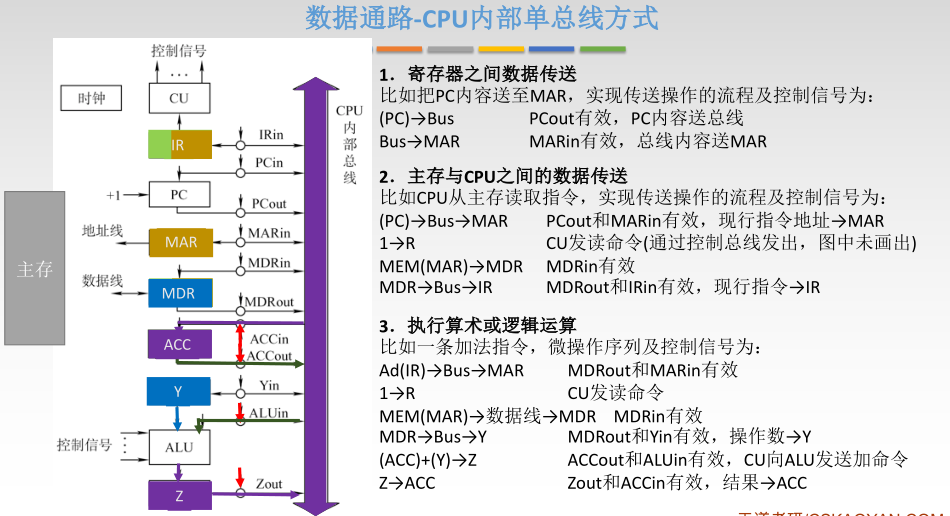 数据通路-CPU内部单总线方式
控制信号
...
时钟
CU
CPU内部总线
IR
IRin
PCin
+1
PC
PCout
地址线
MAR
MARin
主存
MDRin
数据线
MDR
MDRout
ACC
ACCin
ACCout
Y
Yin
ALUin
控制信号
ALU
Z
Zout
1．寄存器之间数据传送
比如把PC内容送至MAR，实现传送操作的流程及控制信号为：
(PC)→Bus PCout有效，PC内容送总线
Bus→MAR MARin有效，总线内容送MAR
2．主存与CPU之间的数据传送
比如CPU从主存读取指令，实现传送操作的流程及控制信号为：
(PC)→Bus→MAR PCout和MARin有效，现行指令地址→MAR
1→R CU发读命令(通过控制总线发出，图中未画出)
MEM(MAR)→MDR MDRin有效
MDR→Bus→IR MDRout和IRin有效，现行指令→IR
3．执行算术或逻辑运算
比如一条加法指令，微操作序列及控制信号为：
Ad(IR)→Bus→MAR MDRout和MARin有效
1→R CU发读命令
MEM(MAR)→数据线→MDR MDRin有效
MDR→Bus→Y MDRout和Yin有效，操作数→Y
(ACC)+(Y)→Z ACCout和ALUin有效，CU向ALU发送加命令
Z→ACC Zout和ACCin有效，结果→ACC